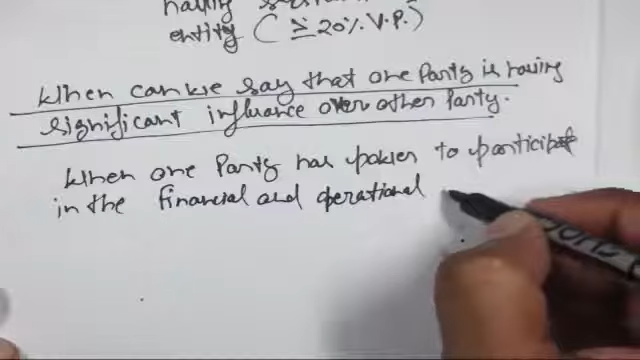 having
entity ( ≥20% V.P.)
When can we say that one Party is having
significant influence over other Party.
When one Party has power to participate
in the financial and operational